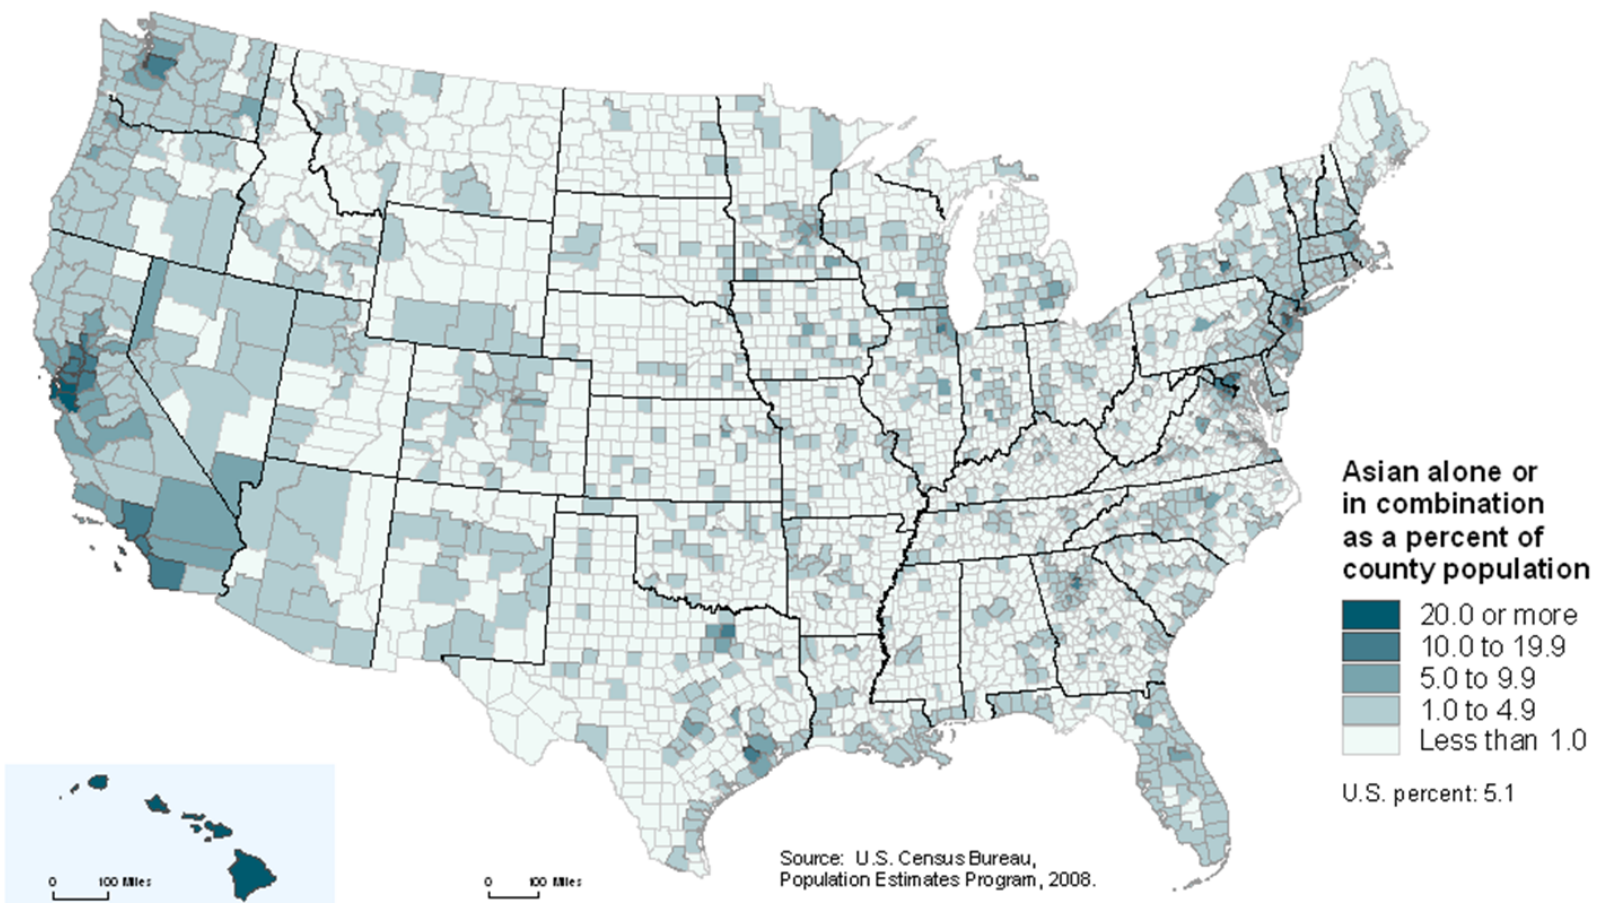 Asian alone or
in combination
as a percent of
county population
20.0 or more
10.0 to 19.9
5.0 to 9.9
1.0 to 4.9
Less than 1.0
U.S. percent: 5.1
0 100 Miles
0 100 Miles
Source: U.S. Census Bureau,
Population Estimates Program, 2008.